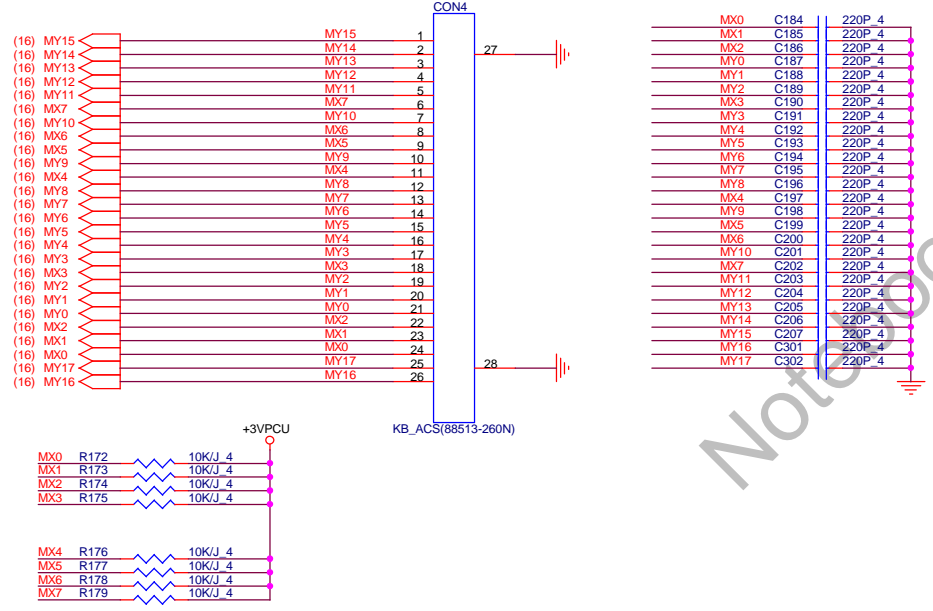 CON4
(16) MY15 MY15 1
(16) MY14 MY14 2 27
(16) MY13 MY13 3
(16) MY12 MY12 4
(16) MY11 MY11 5
(16) MX7 MX7 6
(16) MY10 MY10 7
(16) MX6 MX6 8
(16) MX5 MX5 9
(16) MY9 MY9 10
(16) MX4 MX4 11
(16) MY8 MY8 12
(16) MY7 MY7 13
(16) MY6 MY6 14
(16) MY5 MY5 15
(16) MY4 MY4 16
(16) MY3 MY3 17
(16) MX3 MX3 18
(16) MY2 MY2 19
(16) MY1 MY1 20
(16) MY0 MY0 21
(16) MX2 MX2 22
(16) MX1 MX1 23
(16) MX0 MX0 24
(16) MY17 MY17 25 28
(16) MY16 MY16 26
KB_ACS(88513-260N)
MX0 C184 220P_4
MX1 C185 220P_4
MX2 C186 220P_4
MY0 C187 220P_4
MY1 C188 220P_4
MY2 C189 220P_4
MX3 C190 220P_4
MY3 C191 220P_4
MY4 C192 220P_4
MY5 C193 220P_4
MY6 C194 220P_4
MY7 C195 220P_4
MY8 C196 220P_4
MX4 C197 220P_4
MY9 C198 220P_4
MX5 C199 220P_4
MX6 C200 220P_4
MY10 C201 220P_4
MX7 C202 220P_4
MY11 C203 220P_4
MY12 C204 220P_4
MY13 C205 220P_4
MY14 C206 220P_4
MY15 C207 220P_4
MY16 C301 220P_4
MY17 C302 220P_4
+3VPCU
MX0 R172 10K/J_4
MX1 R173 10K/J_4
MX2 R174 10K/J_4
MX3 R175 10K/J_4
MX4 R176 10K/J_4
MX5 R177 10K/J_4
MX6 R178 10K/J_4
MX7 R179 10K/J_4